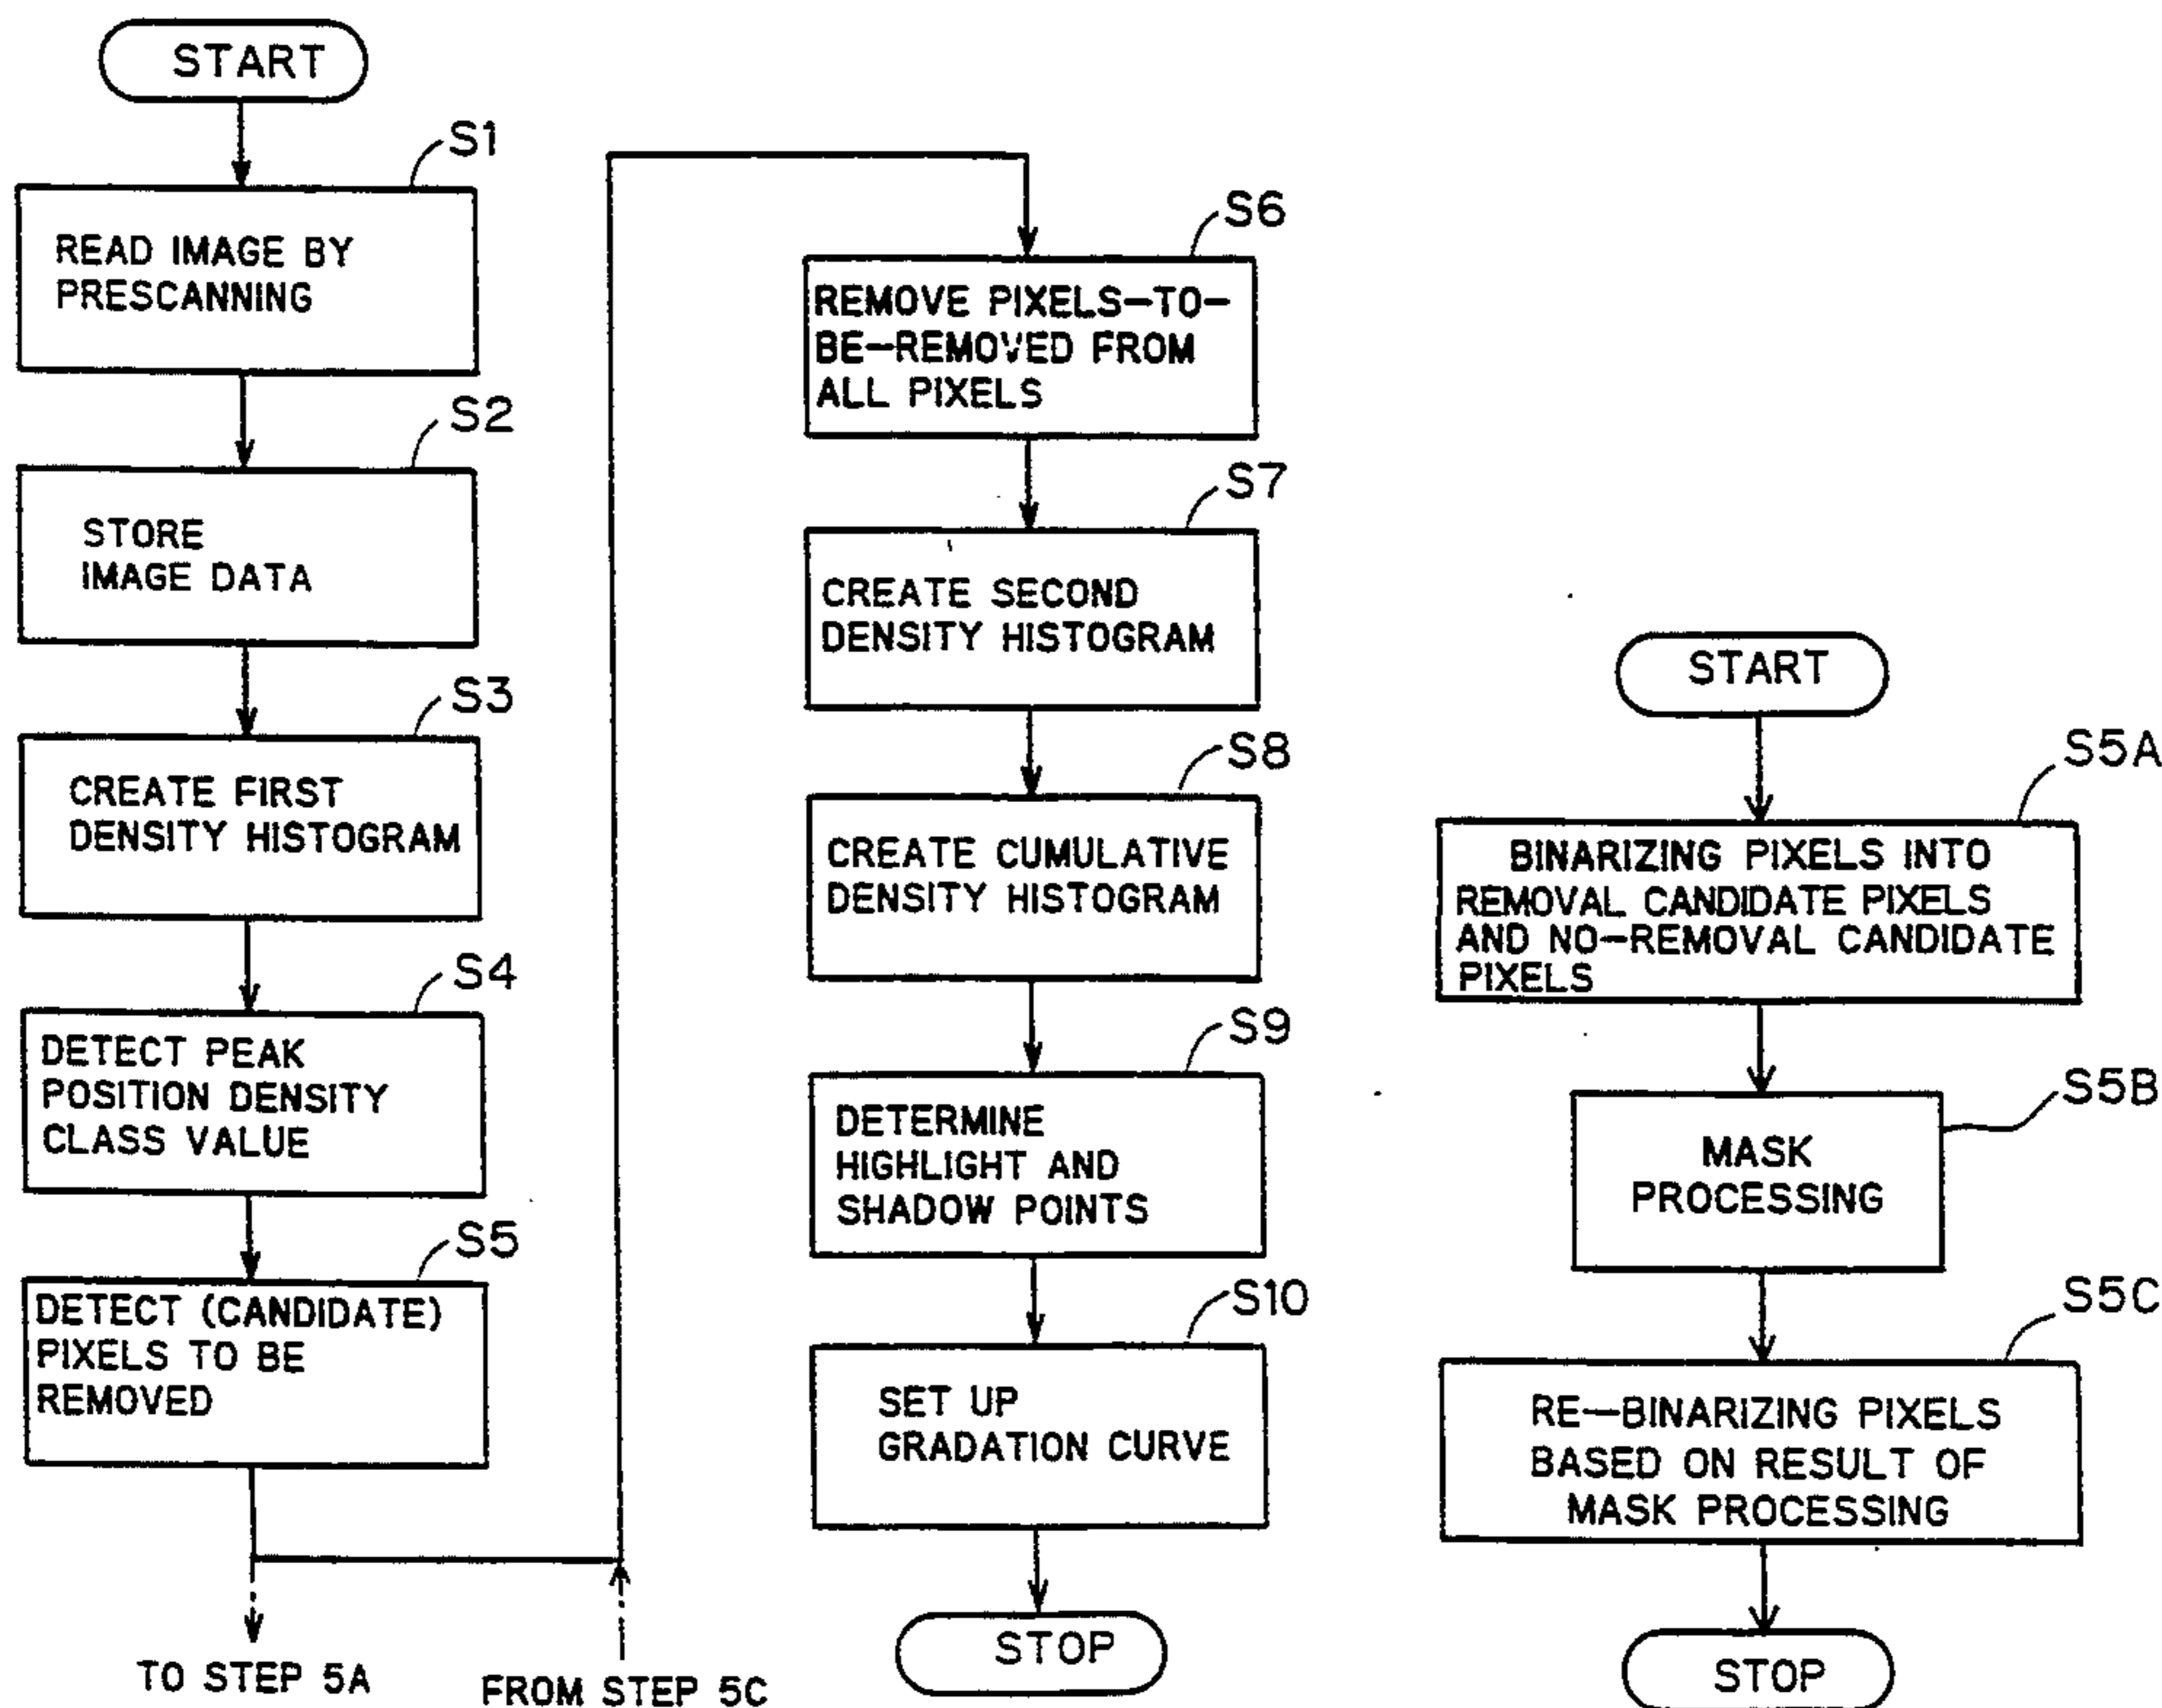 START
S1
READ IMAGE BY
PRESCANNING
S2
STORE
IMAGE DATA
S3
CREATE FIRST
DENSITY HISTOGRAM
S4
DETECT PEAK
POSITION DENSITY
CLASS VALUE
S5
DETECT (CANDIDATE)
PIXELS TO BE
REMOVED
TO STEP 5A
FROM STEP 5C
S6
REMOVE PIXELS—TO—
BE—REMOVED FROM
ALL PIXELS
S7
CREATE SECOND
DENSITY HISTOGRAM
S8
CREATE CUMULATIVE
DENSITY HISTOGRAM
S9
DETERMINE
HIGHLIGHT AND
SHADOW POINTS
S10
SET UP
GRADATION CURVE
STOP
START
S5A
BINARIZING PIXELS INTO
REMOVAL CANDIDATE PIXELS
AND NO—REMOVAL CANDIDATE
PIXELS
S5B
MASK
PROCESSING
S5C
RE—BINARIZING PIXELS
BASED ON RESULT OF
MASK PROCESSING
STOP